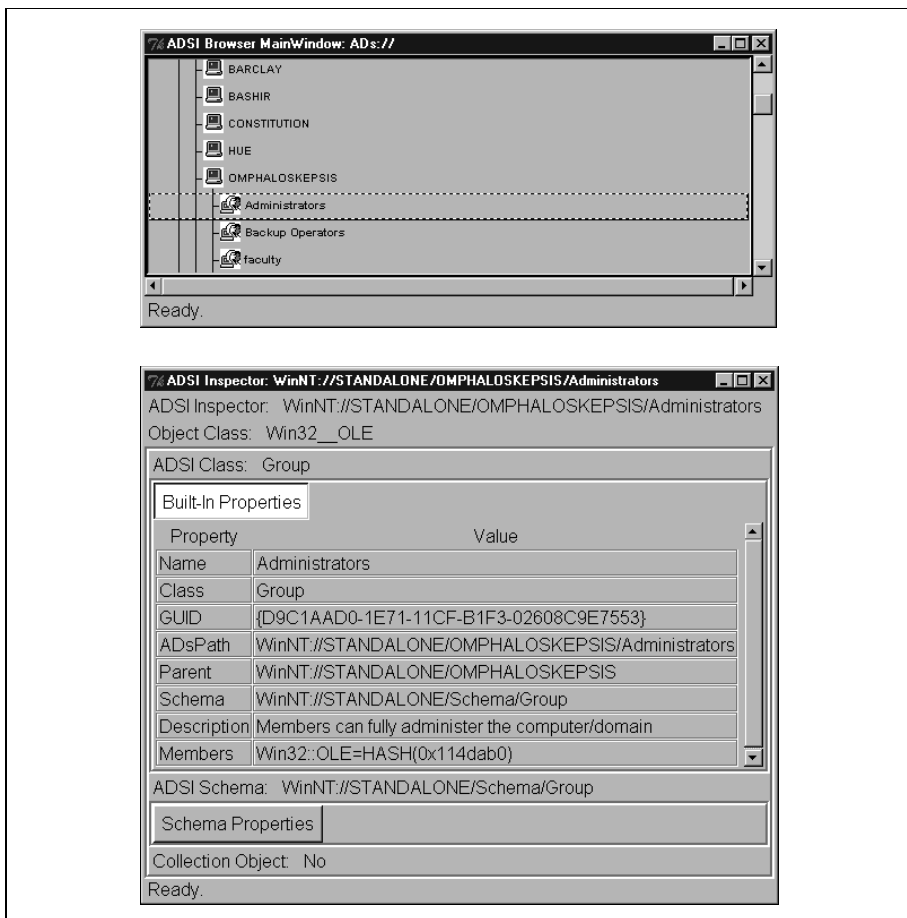 ADSI Browser MainWindow: ADs://
BARCLAY
BASHIR
CONSTITUTION
HUE
OMPHALOSKEPSIS
Administrators
Backup Operators
faculty
Ready.
ADSI Inspector: WinNT://STANDALONE/OMPHALOSKEPSIS/Administrators
ADSI Inspector: WinNT://STANDALONE/OMPHALOSKEPSIS/Administrators
Object Class: Win32__OLE
ADSI Class: Group
Built-In Properties
Property Value
Name Administrators
Class Group
GUID {D9C1AAD0-1E71-11CF-B1F3-02608C9E7553}
ADsPath WinNT://STANDALONE/OMPHALOSKEPSIS/Administrators
Parent WinNT://STANDALONE/OMPHALOSKEPSIS
Schema WinNT://STANDALONE/Schema/Group
Description Members can fully administer the computer/domain
Members Win32::OLE=HASH(0x114dab0)
ADSI Schema: WinNT://STANDALONE/Schema/Group
Schema Properties
Collection Object: No
Ready.